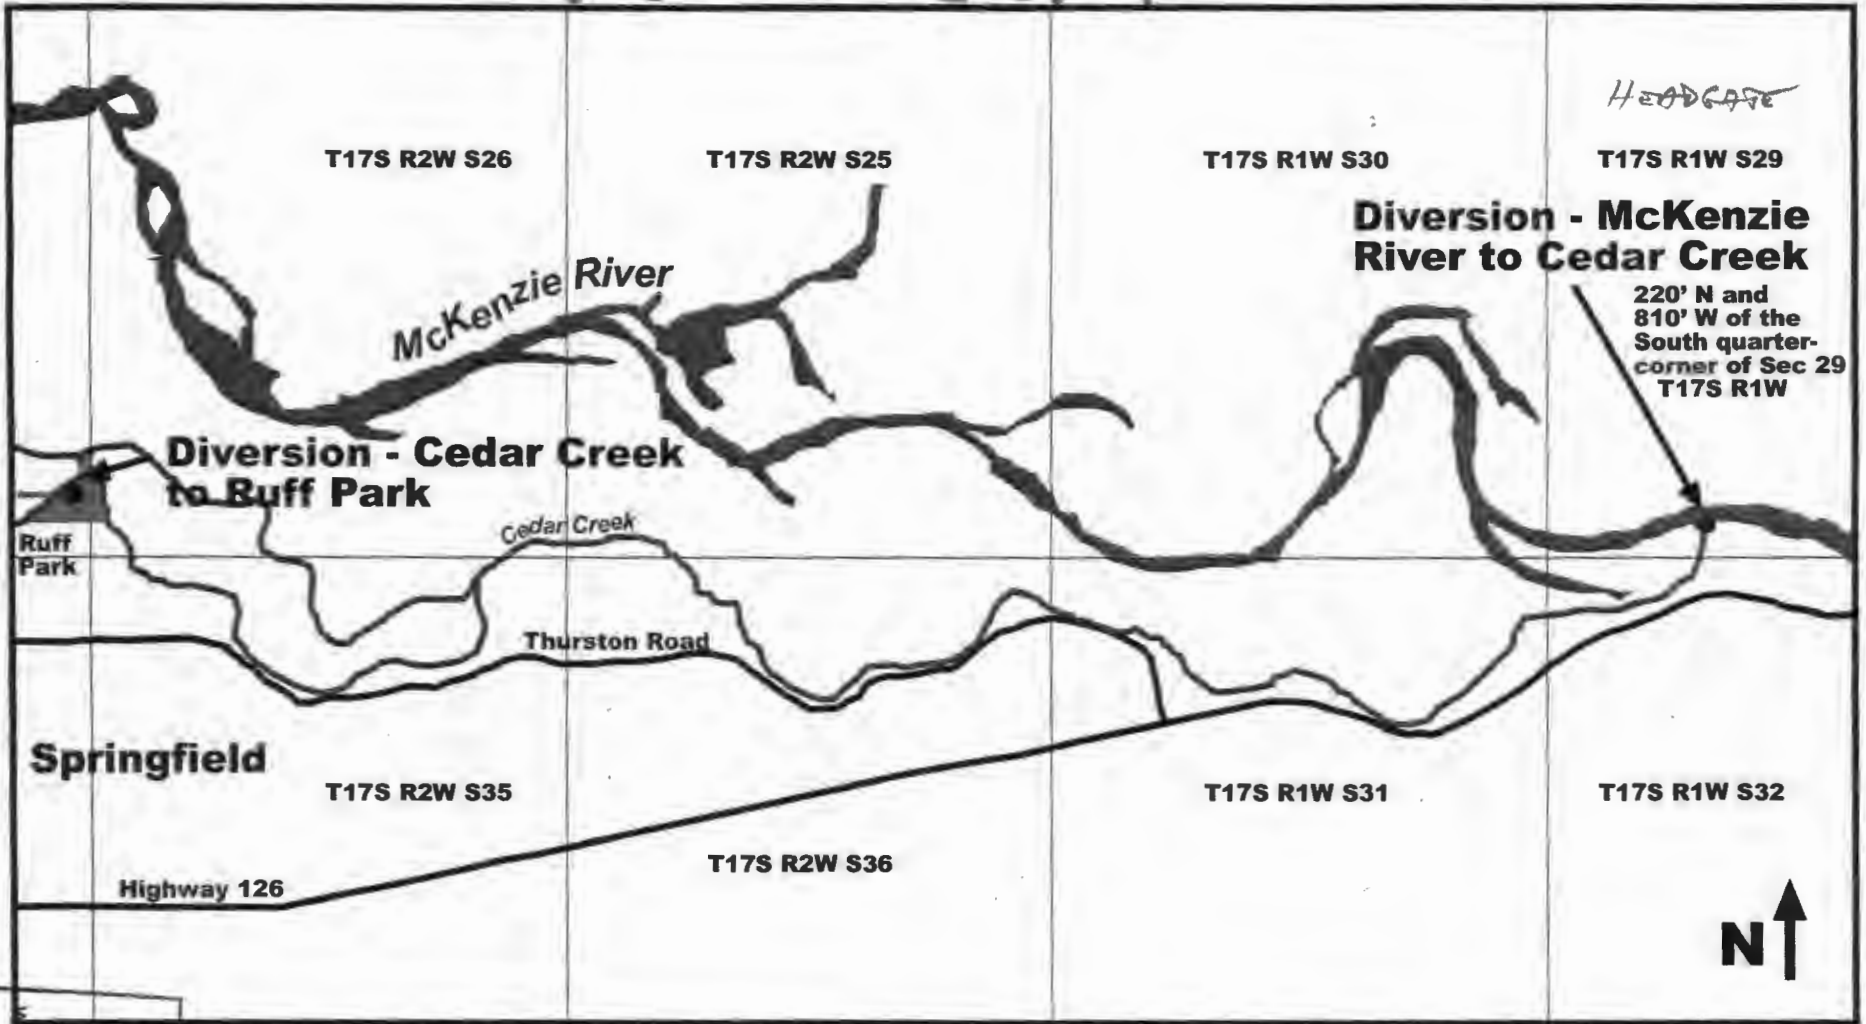 HEADGATE
T17S R2W S26
T17S R2W S25
T17S R1W S30
T17S R1W S29
Diversion - McKenzie
River to Cedar Creek
220' N and
810' W of the
South quarter-
corner of Sec 29
T17S R1W
McKenzie River
Diversion - Cedar Creek
to Ruff Park
Cedar Creek
Ruff
Park
Thurston Road
Springfield
T17S R2W S35
T17S R1W S31
T17S R1W S32
T17S R2W S36
Highway 126
N